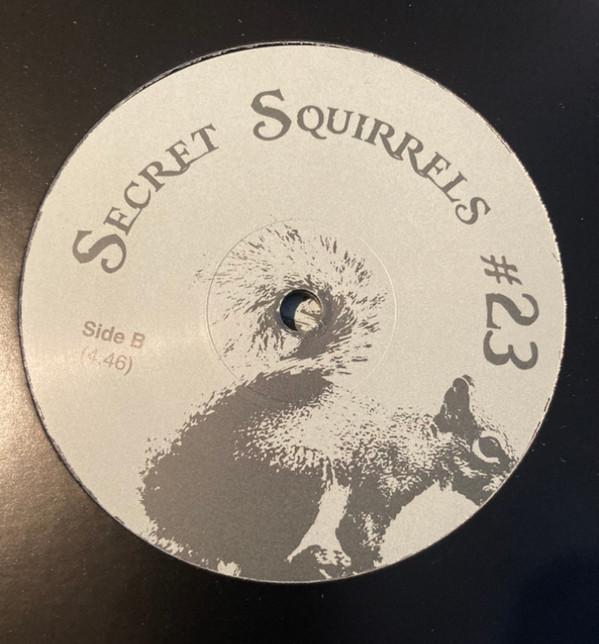 Secret Squirrels #23
Side B
(4.46)